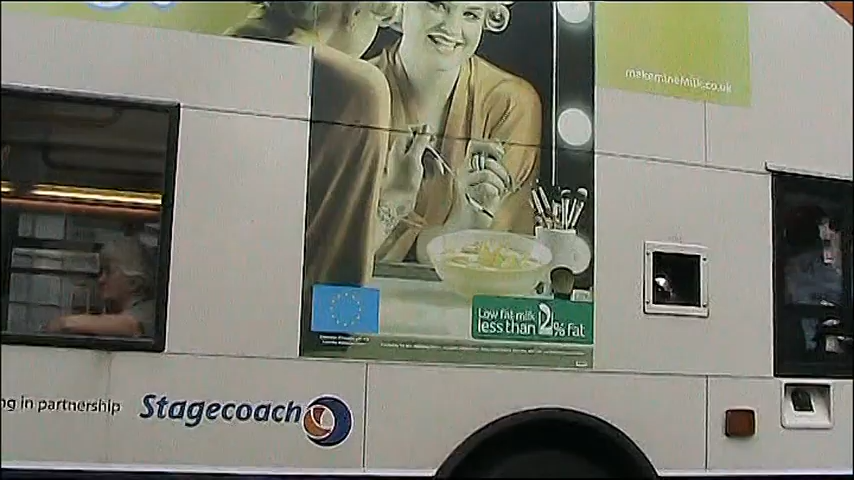 makemineMilk.co.uk
Low fat milk
less than 2% fat
ng in partnership
Stagecoach